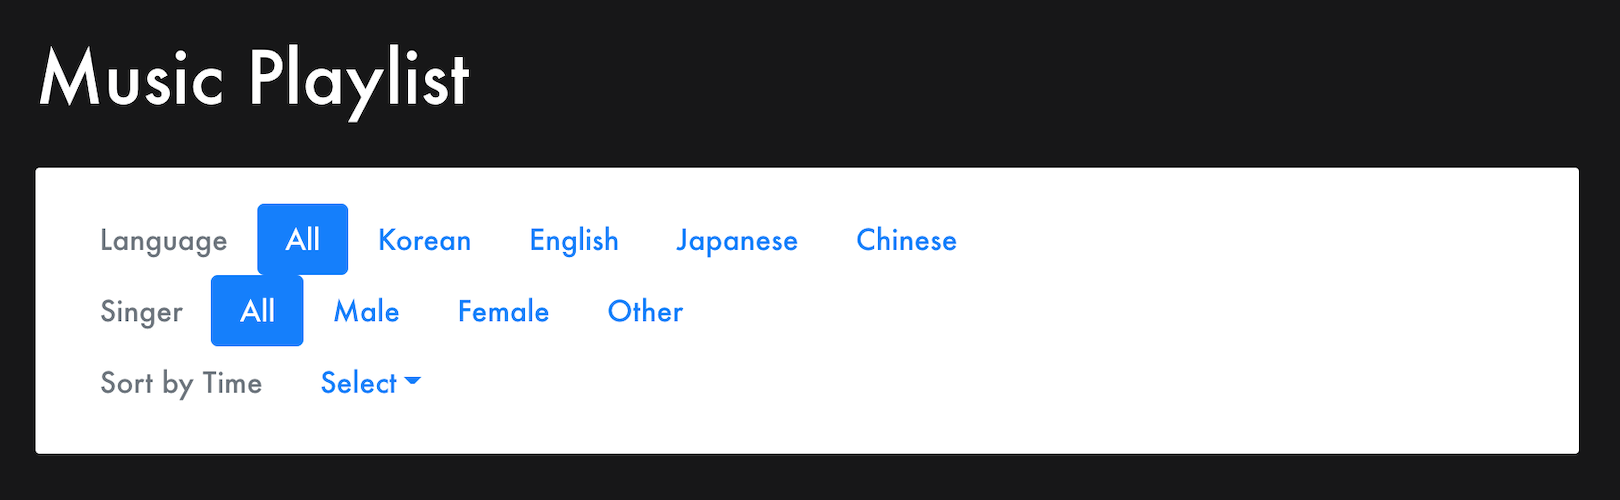 Music Playlist
Language All Korean English Japanese Chinese
Singer All Male Female Other
Sort by Time Select